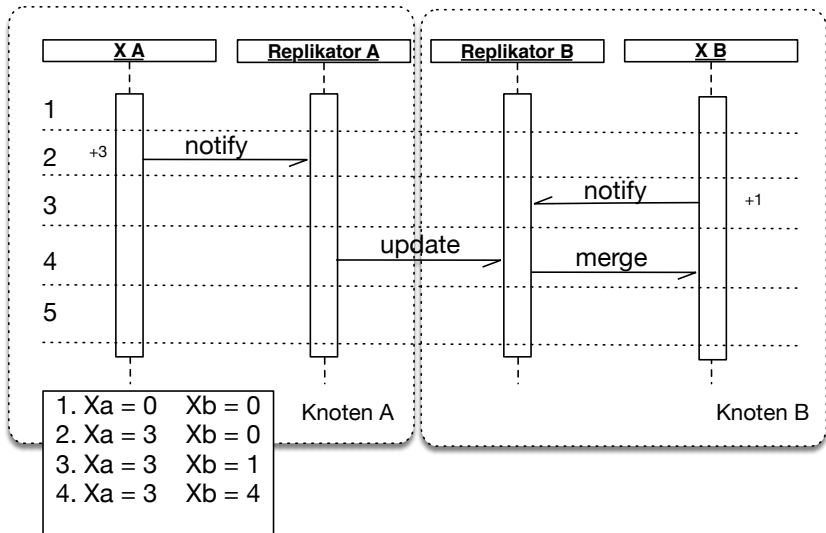 X A
Replikator A
Replikator B
X B
1
2
+3
notify
3
notify
+1
4
update
merge
5
Knoten A
Knoten B
1. Xa = 0 Xb = 0
2. Xa = 3 Xb = 0
3. Xa = 3 Xb = 1
4. Xa = 3 Xb = 4